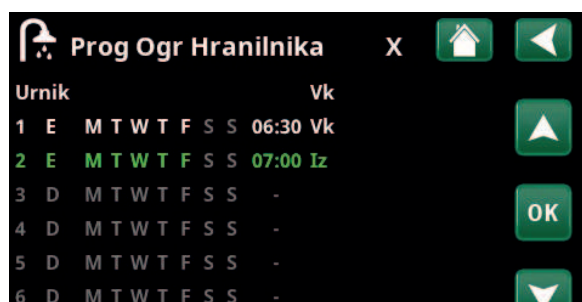 Prog Ogr Hranilnika X
Urnik Vk
1 E M T W T F S S 06:30 Vk
2 E M T W T F S S 07:00 Iz
3 D M T W T F S S -
4 D M T W T F S S -
OK
5 D M T W T F S S -
6 D M T W T F S S -